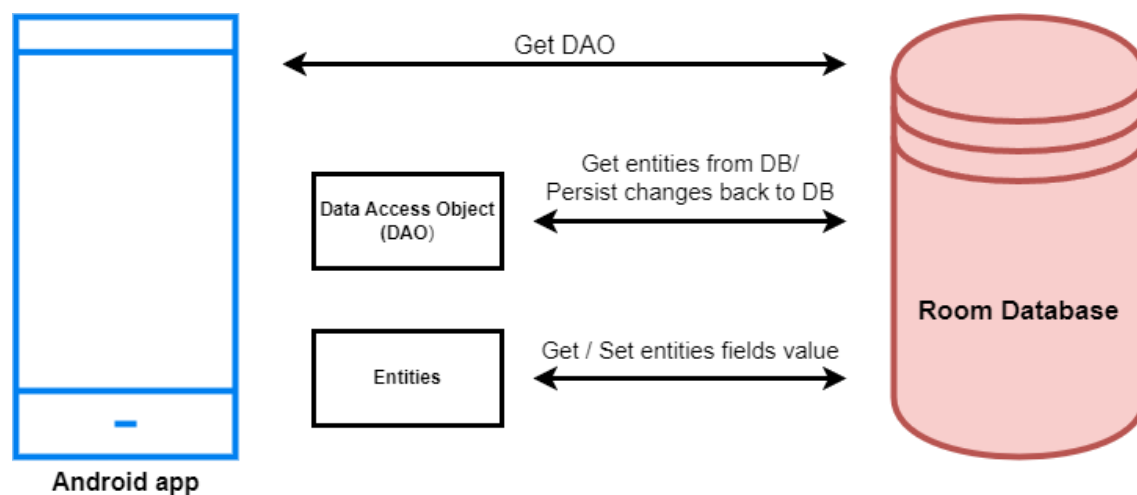 Get DAO
Get entities from DB/
Persist changes back to DB
Data Access Object
(DAO)
Room Database
Get / Set entities fields value
Entities
Android app